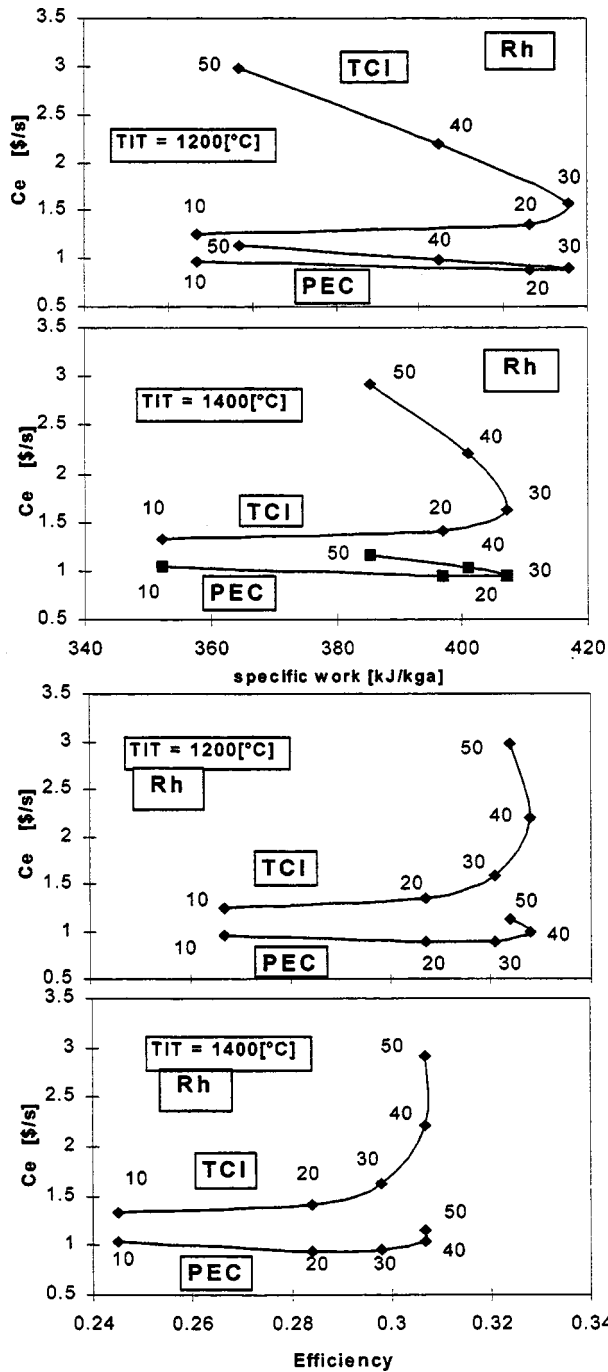 3.5
3
2.5
2
1.5
1
0.5
Ce [$/s]
Rh
TCI
TIT = 1200[°C]
PEC
50
40
30
20
10
50
40
30
20
10
3.5
3
2.5
2
1.5
1
0.5
Ce [$/s]
Rh
TIT = 1400[°C]
TCI
PEC
50
40
30
20
10
50
40
30
20
10
340 360 380 400 420
specific work [kJ/kga]
3.5
3
2.5
2
1.5
1
0.5
Ce [$/s]
TIT = 1200[°C]
Rh
TCI
PEC
50
40
30
20
10
50
40
30
20
10
3.5
3
2.5
2
1.5
1
0.5
Ce [$/s]
TIT = 1400[°C]
Rh
TCI
PEC
50
40
30
20
10
50
40
30
20
10
0.24 0.26 0.28 0.3 0.32 0.34
Efficiency